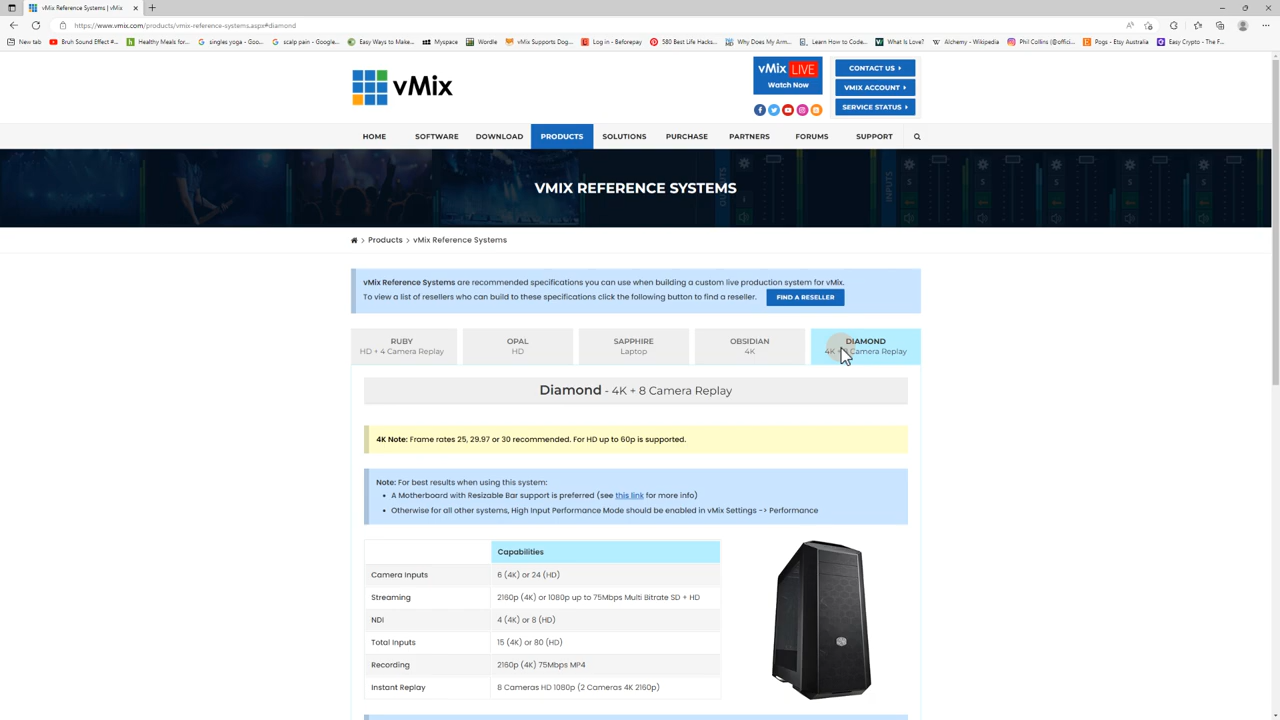 vMix Reference Systems | vMix
https://www.vmix.com/products/vmix-reference-systems.aspx#diamond
New tab
Bruh Sound Effect #...
Healthy Meals for...
singles yoga - Goo...
scalp pain - Google...
Easy Ways to Make...
Myspace
Wordle
vMix Supports Dog...
Log in - Beforepay
580 Best Life Hacks...
Why Does My Arm...
Learn How to Code...
What Is Love?
Alchemy - Wikipedia
Phil Collins (@offici...
Pogs - Etsy Australia
Easy Crypto - The F...
vMix
vMix LIVE
Watch Now
CONTACT US
VMIX ACCOUNT
SERVICE STATUS
HOME
SOFTWARE
DOWNLOAD
PRODUCTS
SOLUTIONS
PURCHASE
PARTNERS
FORUMS
SUPPORT
VMIX REFERENCE SYSTEMS
Products > vMix Reference Systems
vMix Reference Systems are recommended specifications you can use when building a custom live production system for vMix.
To view a list of resellers who can build to these specifications click the following button to find a reseller.
FIND A RESELLER
RUBY
HD + 4 Camera Replay
OPAL
HD
SAPPHIRE
Laptop
OBSIDIAN
4K
DIAMOND
4K + 8 Camera Replay
Diamond - 4K + 8 Camera Replay
4K Note: Frame rates 25, 29.97 or 30 recommended. For HD up to 60p is supported.
Note: For best results when using this system:
• A Motherboard with Resizable Bar support is preferred (see this link for more info)
• Otherwise for all other systems, High Input Performance Mode should be enabled in vMix Settings -> Performance
Capabilities
Camera Inputs 6 (4K) or 24 (HD)
Streaming 2160p (4K) or 1080p up to 75Mbps Multi Bitrate SD + HD
NDI 4 (4K) or 8 (HD)
Total Inputs 15 (4K) or 80 (HD)
Recording 2160p (4K) 75Mbps MP4
Instant Replay 8 Cameras HD 1080p (2 Cameras 4K 2160p)